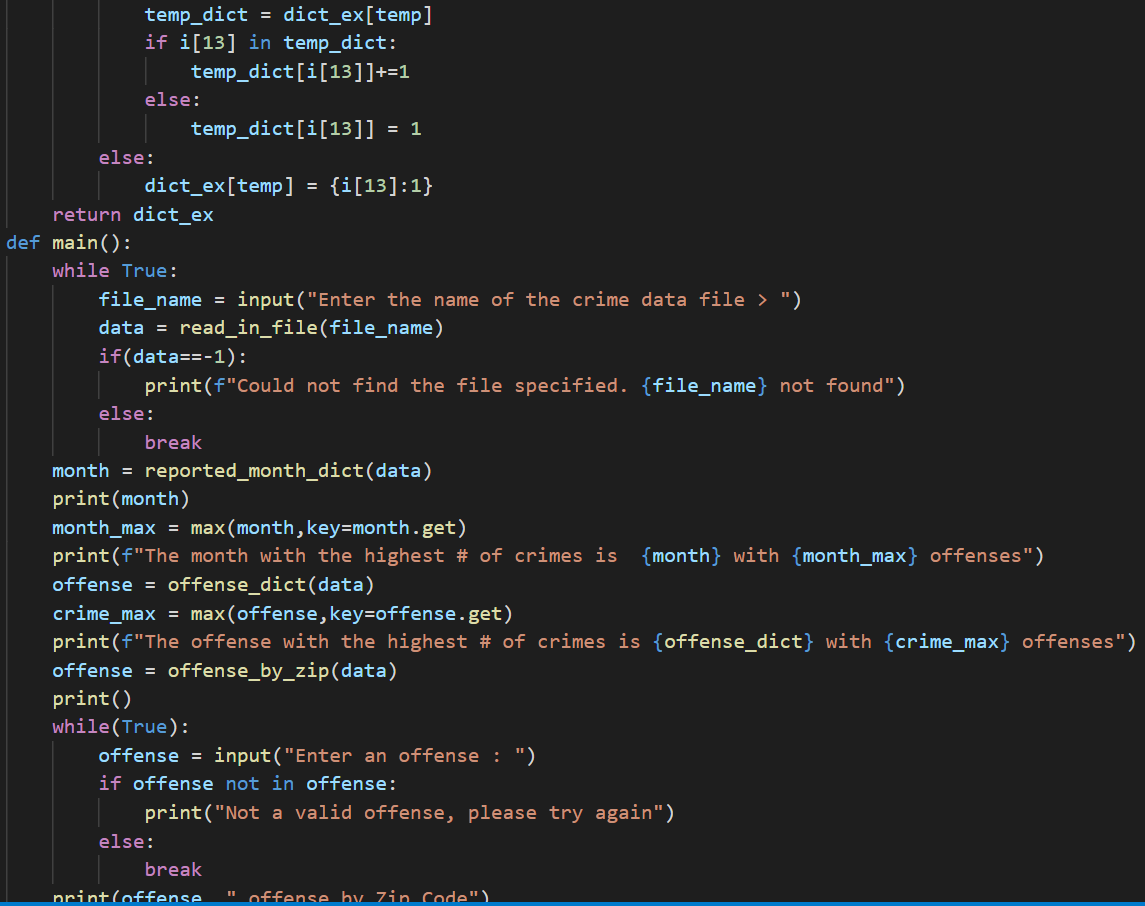 temp_dict = dict_ex[temp]
if i[13] in temp_dict:
temp_dict[i[13]]+=1
else:
temp_dict[i[13]] = 1
else:
dict_ex[temp] = {i[13]:1}
return dict_ex
def main():
while True:
file_name = input("Enter the name of the crime data file > ")
data = read_in_file(file_name)
if(data==-1):
print(f"Could not find the file specified. {file_name} not found")
else:
break
month = reported_month_dict(data)
print(month)
month_max = max(month,key=month.get)
print(f"The month with the highest # of crimes is  {month} with {month_max} offenses")
offense = offense_dict(data)
crime_max = max(offense,key=offense.get)
print(f"The offense with the highest # of crimes is {offense_dict} with {crime_max} offenses")
offense = offense_by_zip(data)
print()
while(True):
offense = input("Enter an offense : ")
if offense not in offense:
print("Not a valid offense, please try again")
else:
break
print(offense " offense by Zip Code")